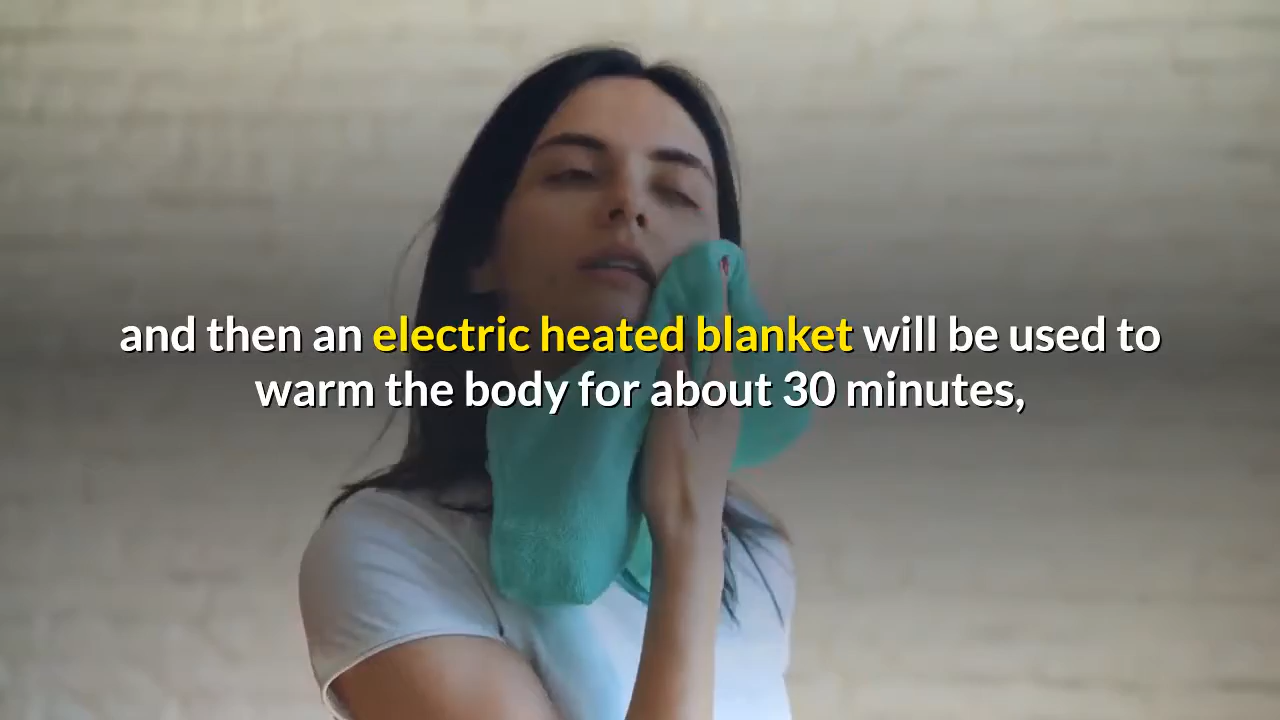 and then an electric heated blanket will be used to
warm the body for about 30 minutes,